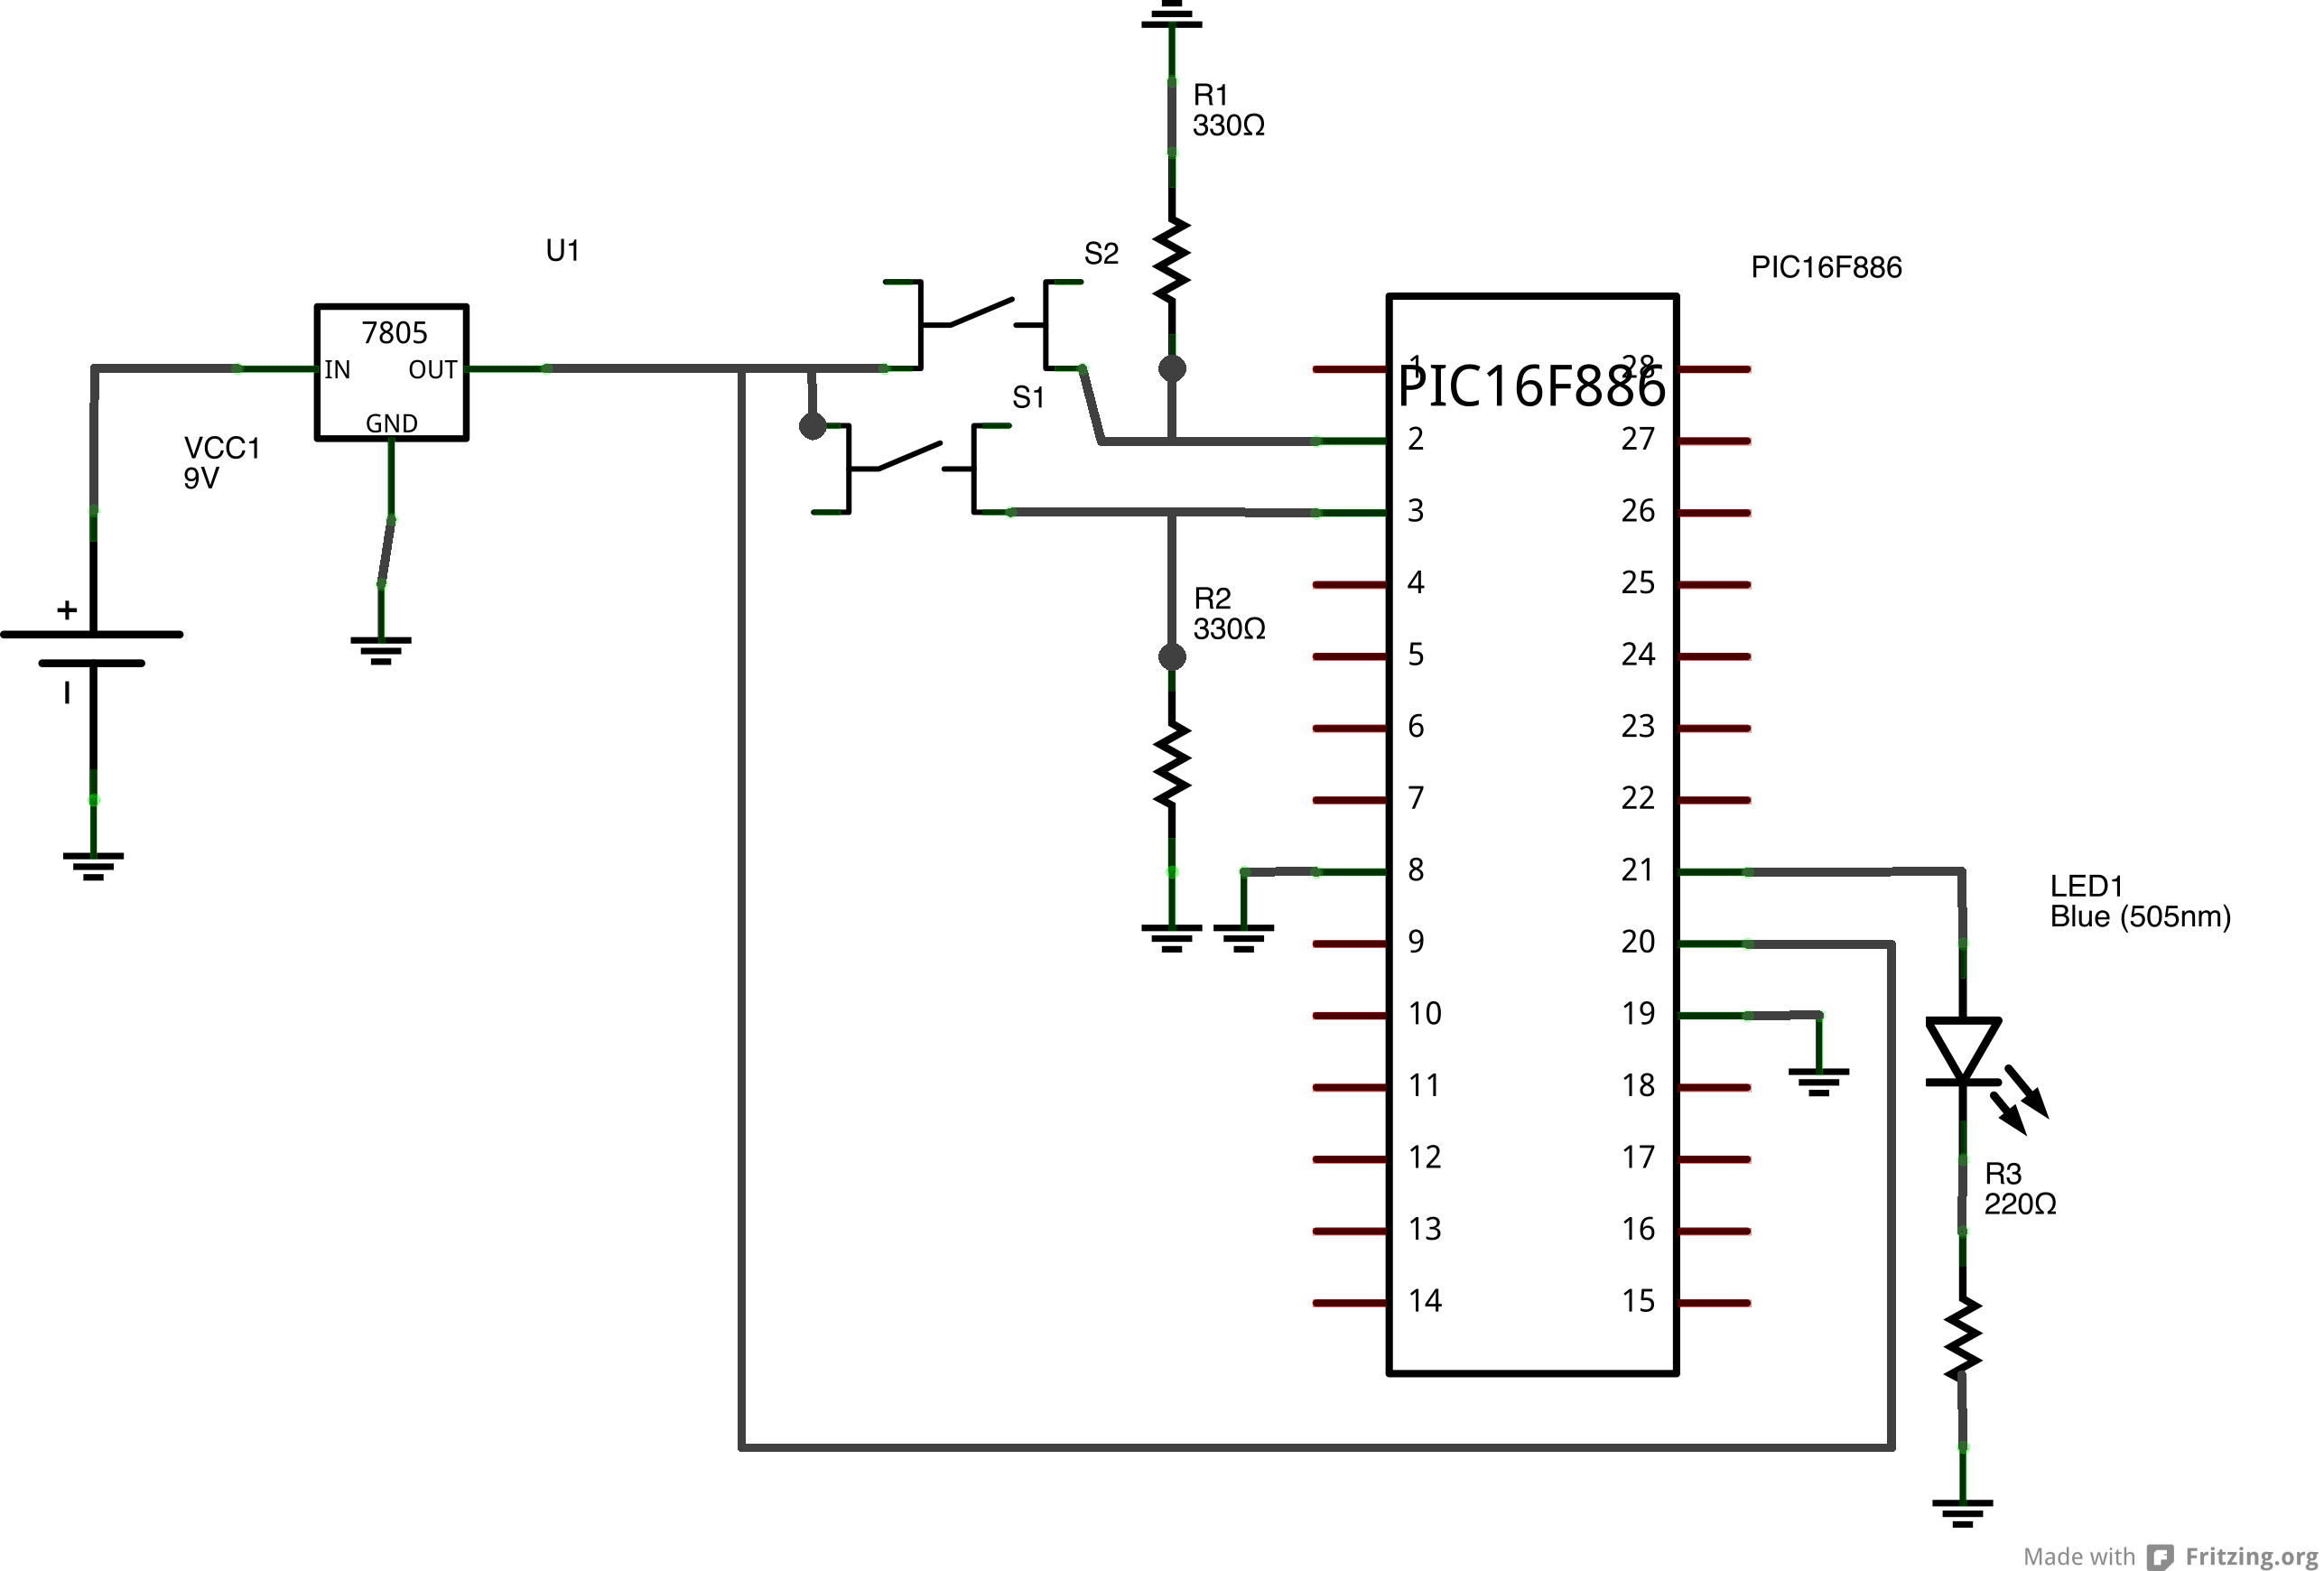 R1
330Ω
U1
S2
PIC16F886
7805
IN
OUT
GND
S1
VCC1
9V
PIC16F886
1
28
2
27
3
26
4
25
R2
330Ω
5
24
+
6
23
−
7
22
8
21
LED1
Blue (505nm)
9
20
10
19
11
18
12
17
R3
220Ω
13
16
14
15
Made with Fritzing.org